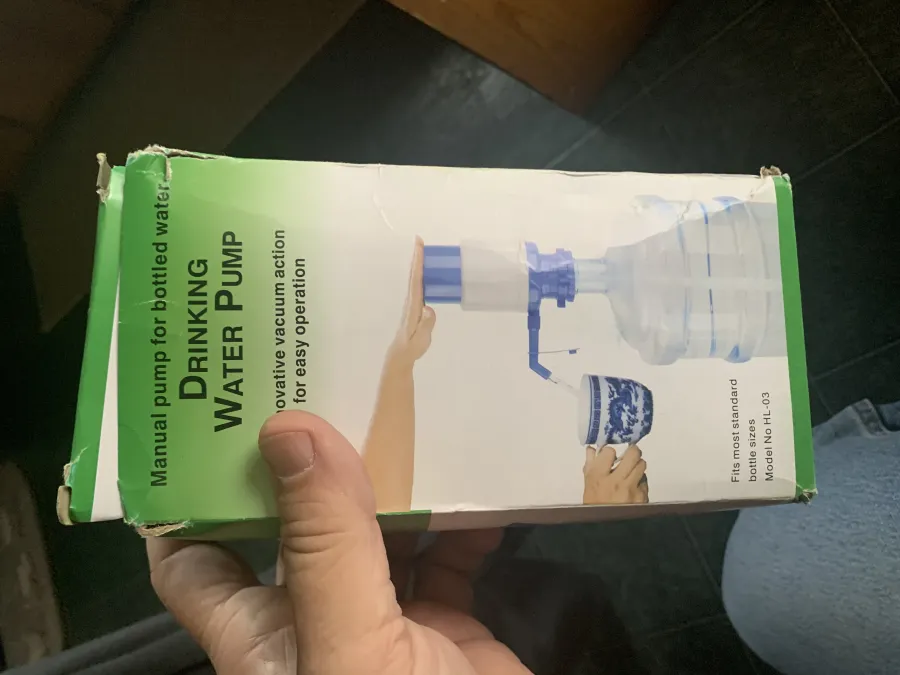 Manual pump for bottled water
DRINKING
WATER PUMP
ovative vacuum action
for easy operation
Fits most standard
bottle sizes
Model No HL-03